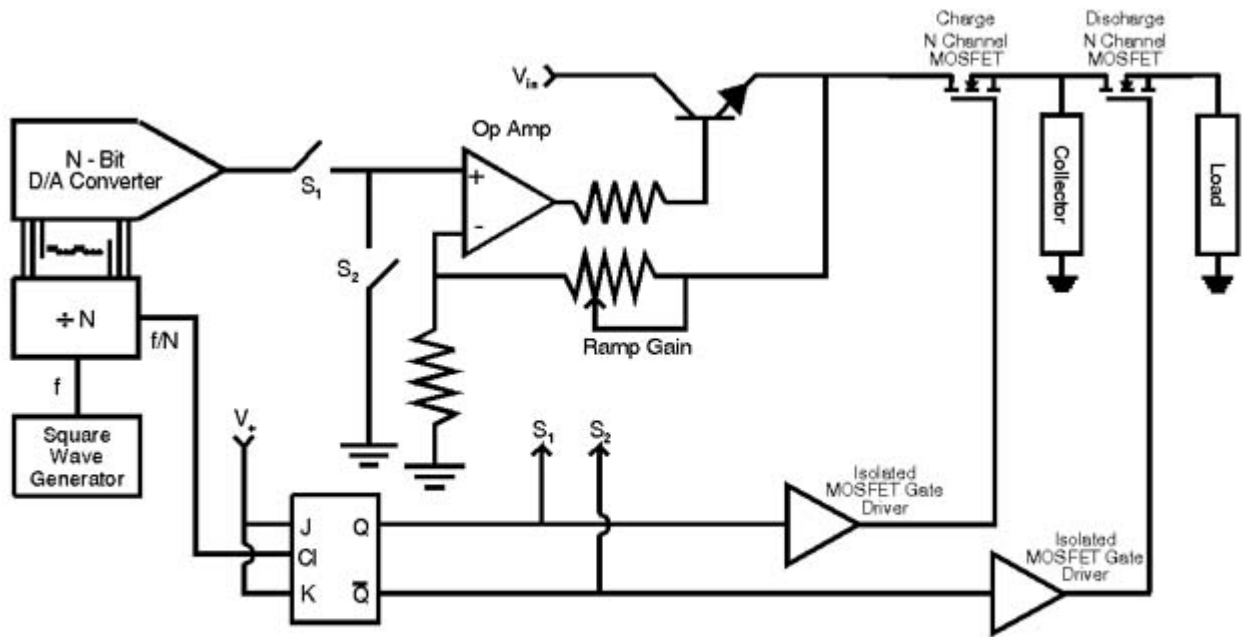 Charge
N Channel
MOSFET
Discharge
N Channel
MOSFET
V_in
Op Amp
N - Bit
D/A Converter
S₁
+
-
S₂
Collector
Load
÷ N
f/N
Ramp Gain
f
V₊
S₁
S₂
Square
Wave
Generator
Isolated
MOSFET Gate
Driver
J
Q
Cl
K
Q̅
Isolated
MOSFET Gate
Driver